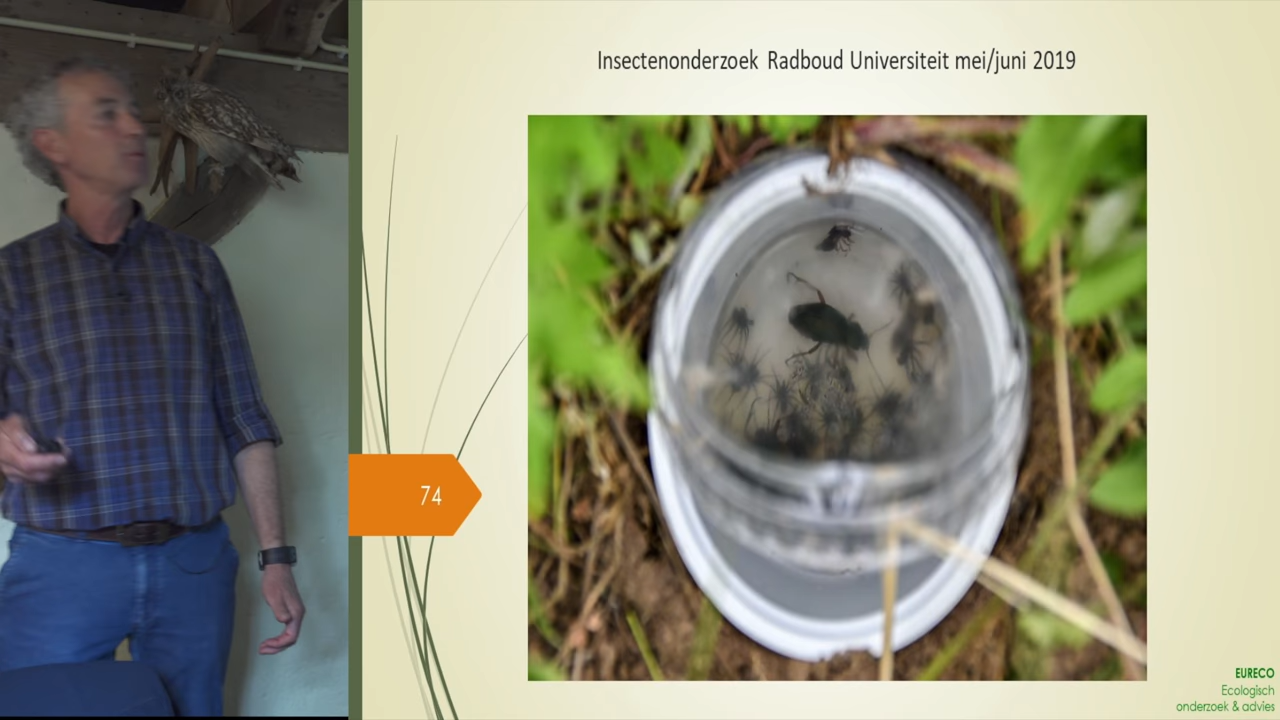 Insectenonderzoek Radboud Universiteit mei/juni 2019
74
EURECO
Ecologisch
onderzoek & advies